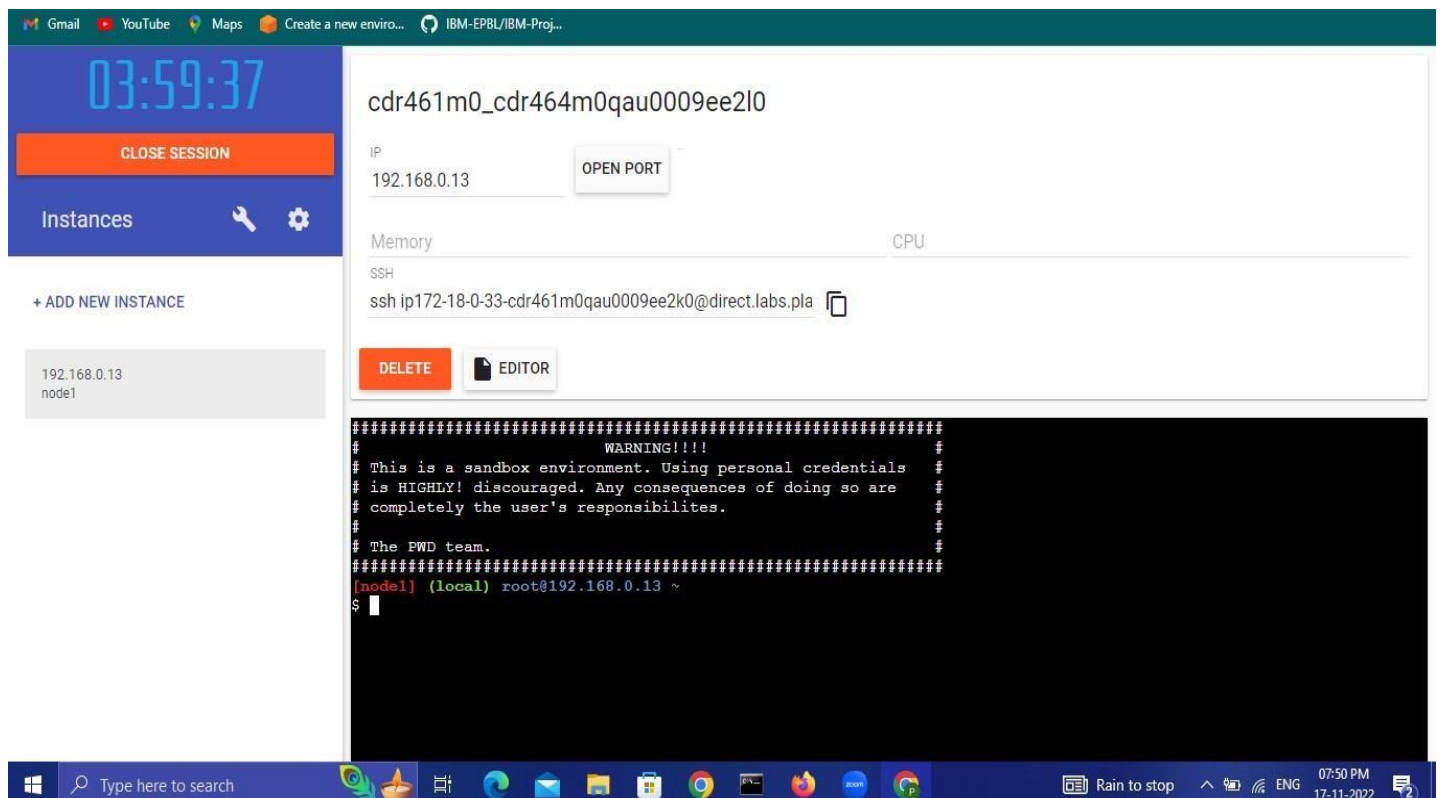 Gmail YouTube Maps Create a new enviro... IBM-EPBL/IBM-Proj...
03:59:37
CLOSE SESSION
Instances
+ ADD NEW INSTANCE
192.168.0.13
node1
cdr461m0_cdr464m0qau0009ee2l0
IP
192.168.0.13
OPEN PORT
Memory CPU
SSH
ssh ip172-18-0-33-cdr461m0qau0009ee2k0@direct.labs.pla
DELETE EDITOR
###############################################################
# WARNING!!!! #
# This is a sandbox environment. Using personal credentials #
# is HIGHLY! discouraged. Any consequences of doing so are #
# completely the user's responsibilites. #
# #
# The PWD team. #
###############################################################
[node1] (local) root@192.168.0.13 ~
$
Type here to search
Rain to stop ENG 07:50 PM
17-11-2022
2